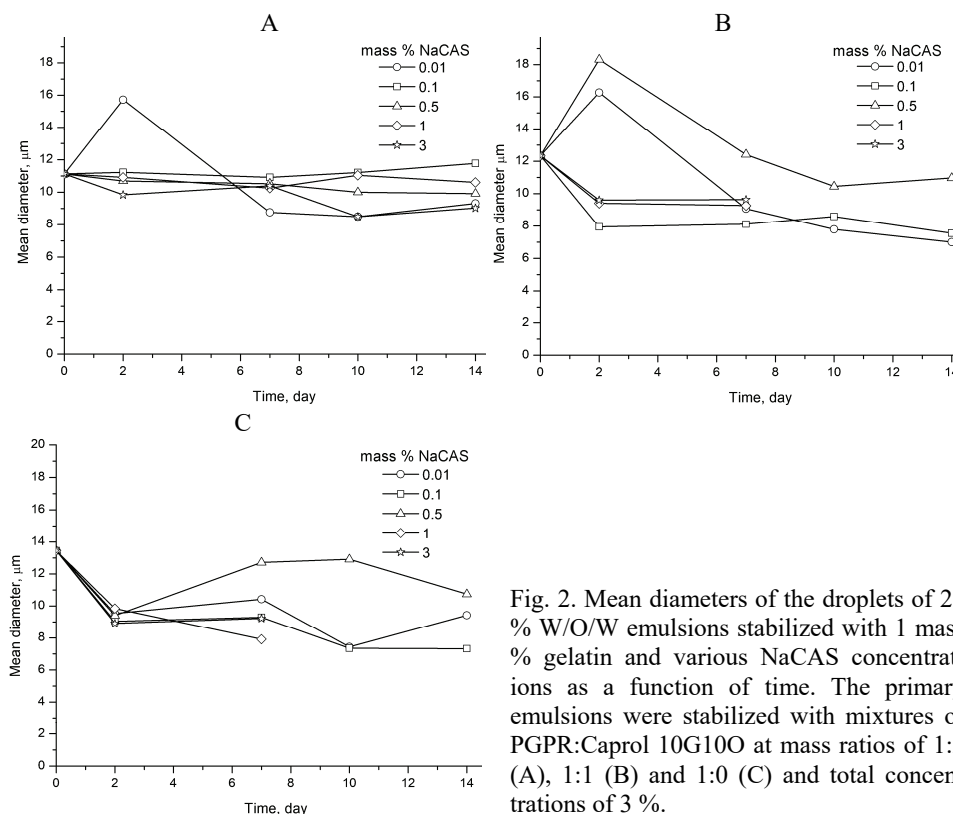 A
mass % NaCAS
0.01
0.1
0.5
1
3
18
16
14
12
10
8
6
4
2
0
Mean diameter, μm
0 2 4 6 8 10 12 14
Time, day
B
mass % NaCAS
0.01
0.1
0.5
1
3
18
16
14
12
10
8
6
4
2
0
Mean diameter, μm
0 2 4 6 8 10 12 14
Time, day
C
mass % NaCAS
0.01
0.1
0.5
1
3
20
18
16
14
12
10
8
6
4
2
0
Mean diameter, μm
0 2 4 6 8 10 12 14
Time, day
Fig. 2. Mean diameters of the droplets of 2
% W/O/W emulsions stabilized with 1 mas
% gelatin and various NaCAS concentrat
ions as a function of time. The primar
emulsions were stabilized with mixtures o
PGPR:Caprol 10G10O at mass ratios of 1:
(A), 1:1 (B) and 1:0 (C) and total concen
trations of 3 %.